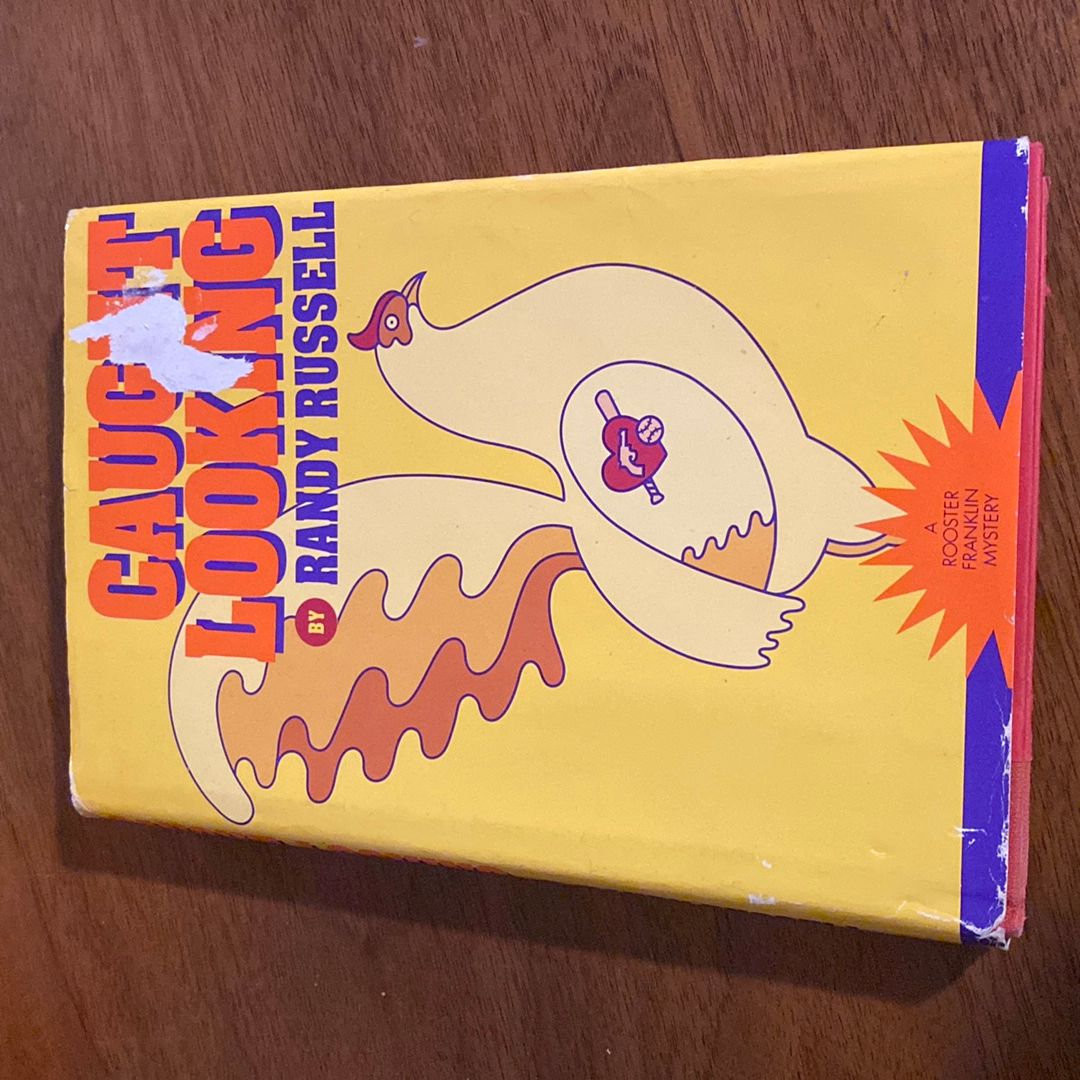 CAUGHT
LOOKING
BY RANDY RUSSELL
A
ROOSTER
FRANKLIN
MYSTERY